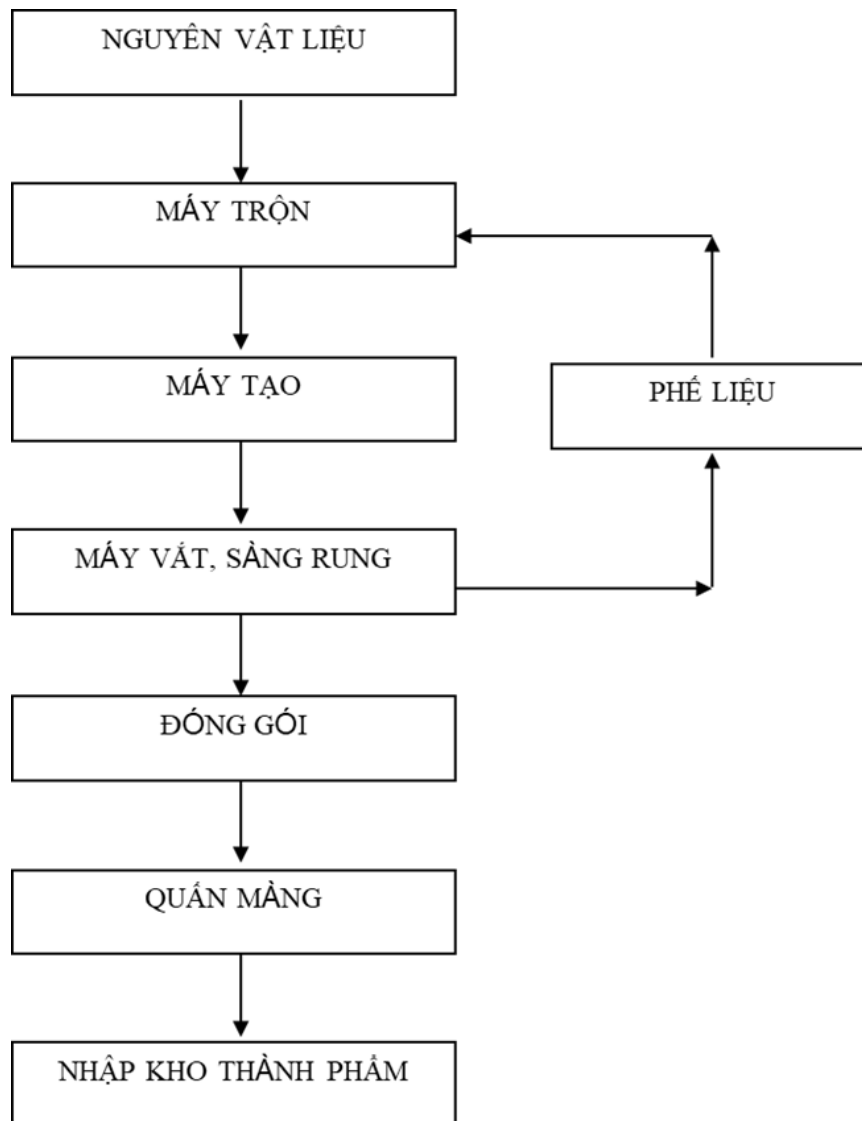 NGUYÊN VẬT LIỆU
MÁY TRỘN
MÁY TẠO
PHẾ LIỆU
MÁY VẮT, SÀNG RUNG
ĐÓNG GÓI
QUẤN MÀNG
NHẬP KHO THÀNH PHẨM